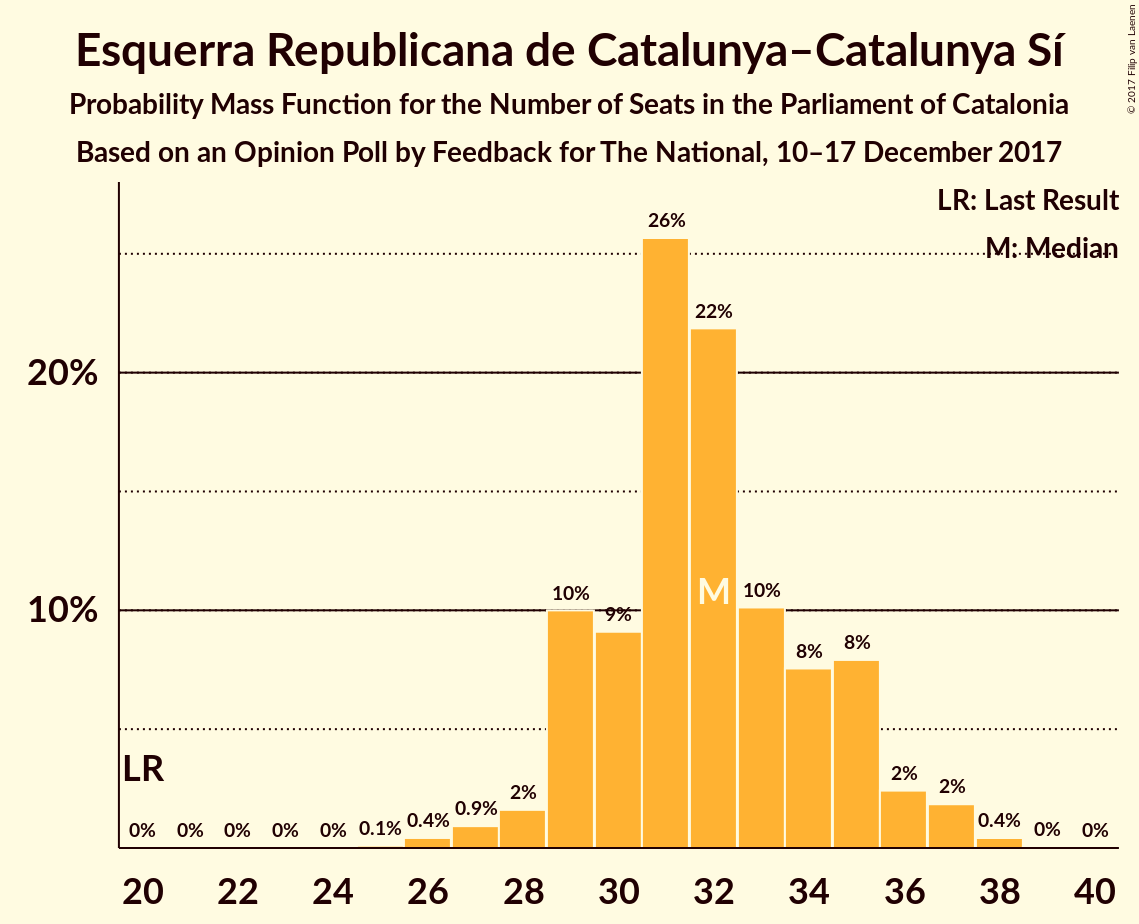 © 2017 Filip van Laenen
Esquerra Republicana de Catalunya–Catalunya Sí
Probability Mass Function for the Number of Seats in the Parliament of Catalonia
Based on an Opinion Poll by Feedback for The National, 10–17 December 2017
LR: Last Result
M: Median
26%
22%
20%
10%
10%
9%
M
10%
8%
8%
LR
0%
0%
0%
0%
0%
0.1%
0.4%
0.9%
2%
2%
2%
0.4%
0%
0%
20 22 24 26 28 30 32 34 36 38 40